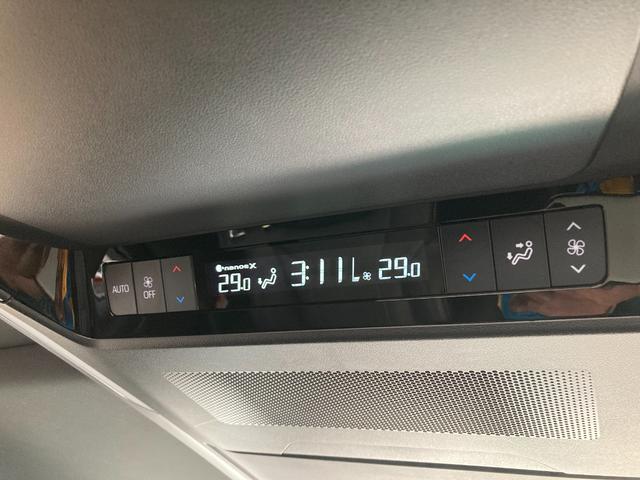 AUTO
OFF
nanoeX
29.0
3:11
29.0